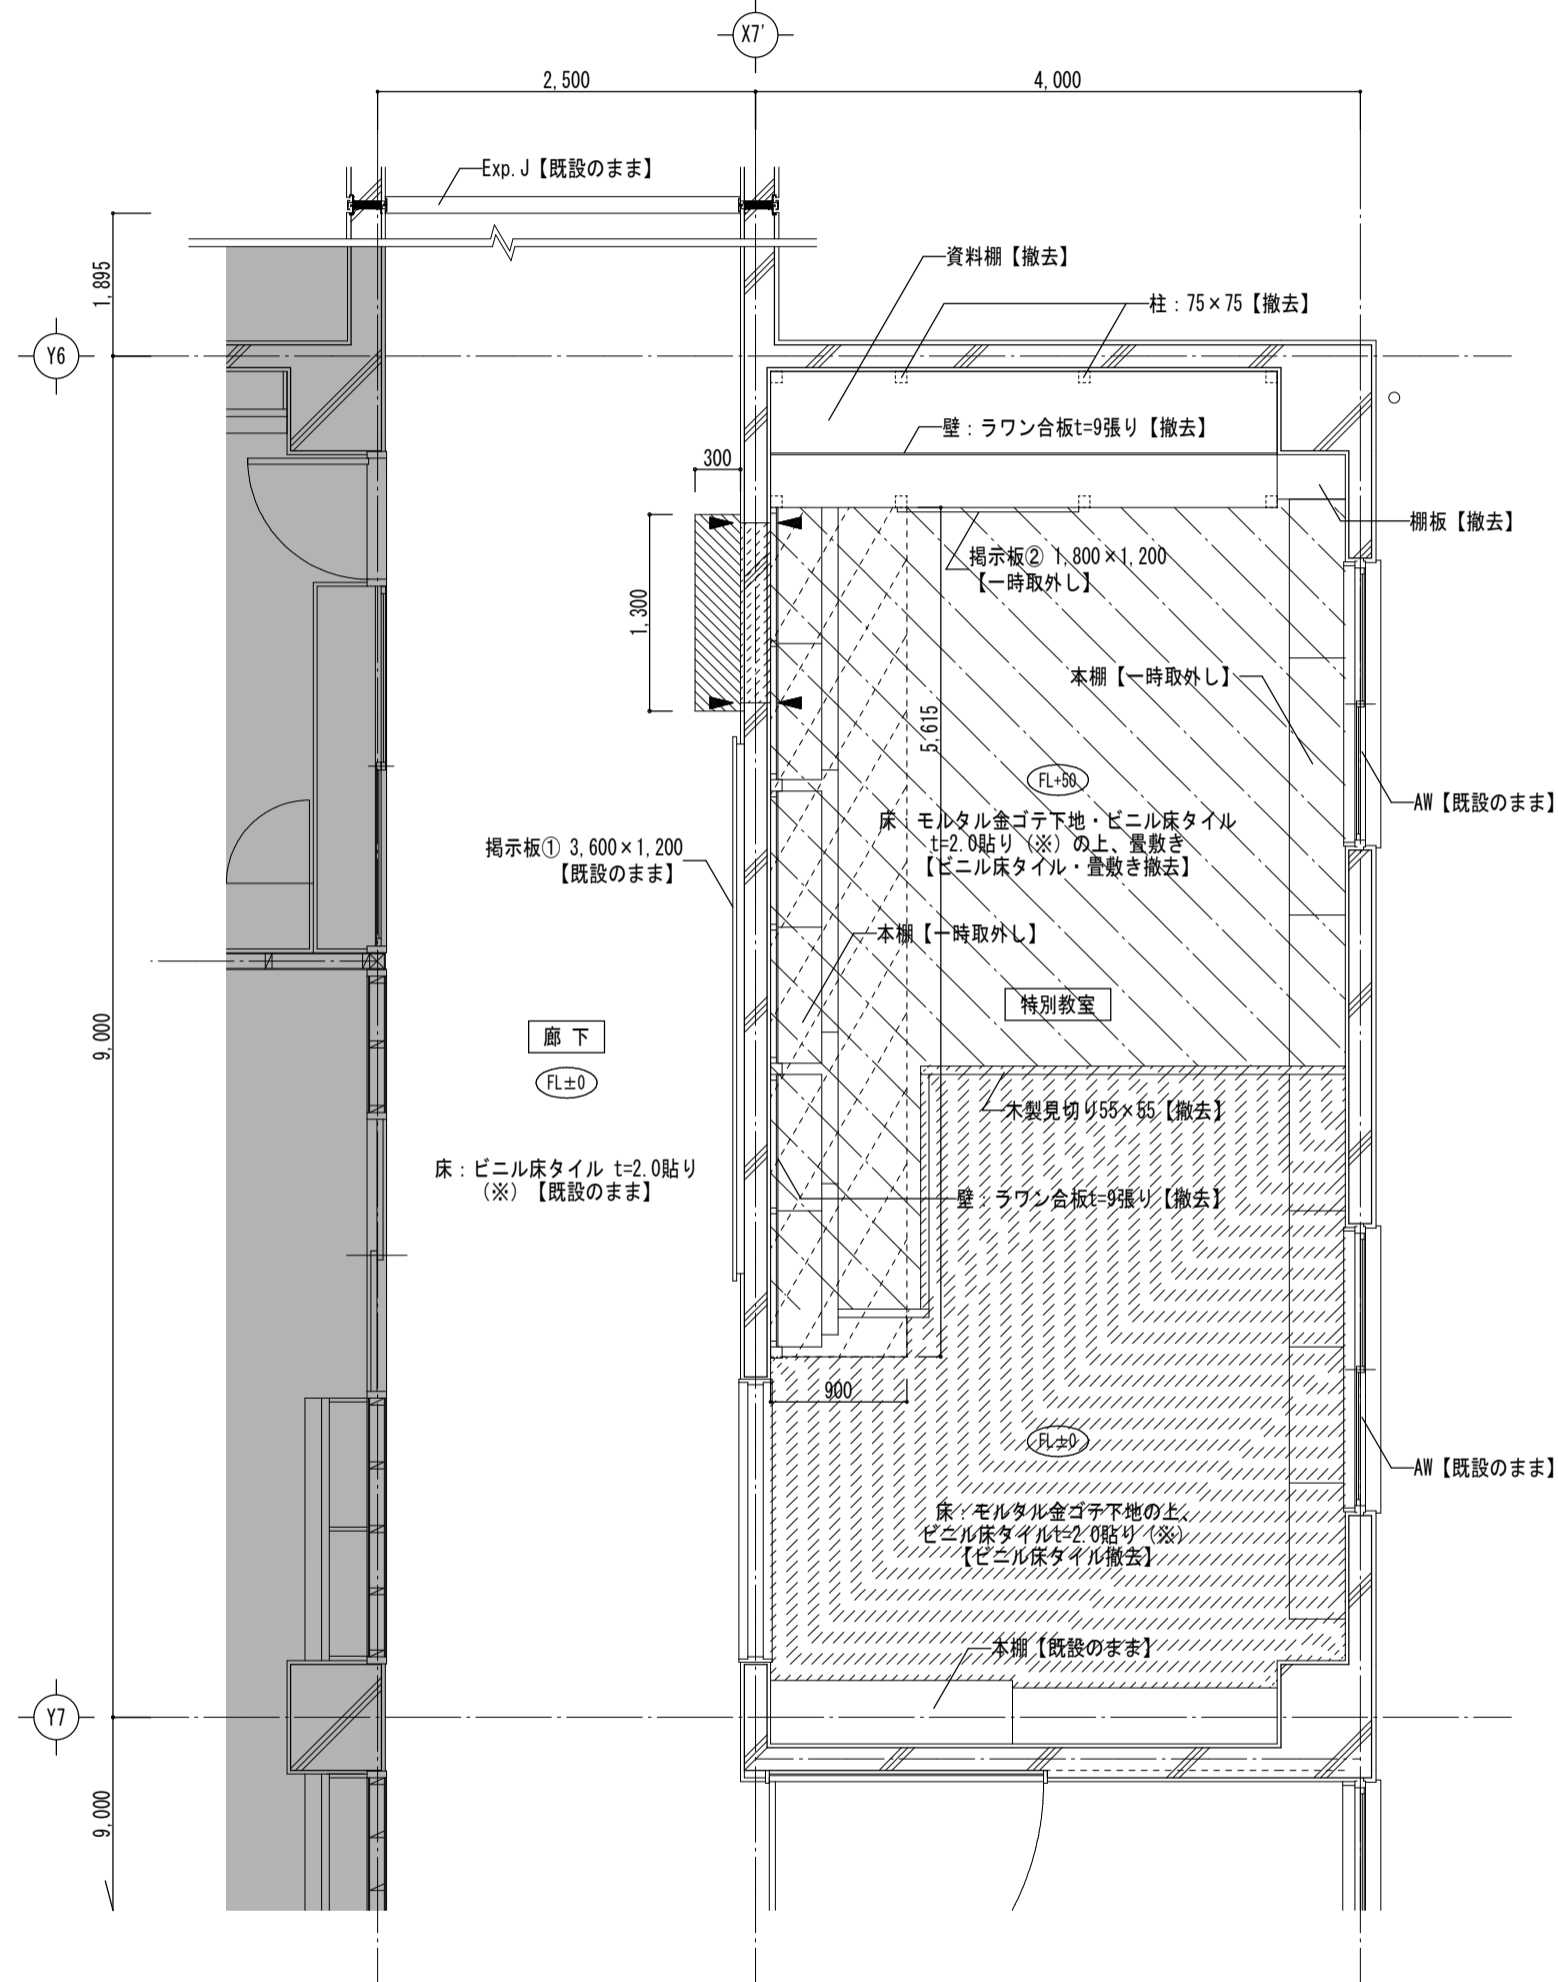 X7'
2,500
4,000
Exp.J【既設のまま】
1,895
資料棚【撤去】
柱：75×75【撤去】
Y6
壁：ラワン合板t=9張り【撤去】
300
棚板【撤去】
掲示板② 1,800×1,200
【一時取外し】
1,300
本棚【一時取外し】
5,615
FL+50
AW【既設のまま】
床：モルタル金ゴテ下地・ビニル床タイル
t=2.0貼り（※）の上、畳敷き
【ビニル床タイル・畳敷き撤去】
掲示板① 3,600×1,200
【既設のまま】
本棚【一時取外し】
特別教室
9,000
廊 下
FL±0
木製見切り55×55【撤去】
床：ビニル床タイル t=2.0貼り
（※）【既設のまま】
壁：ラワン合板t=9張り【撤去】
900
FL±0
AW【既設のまま】
床：モルタル金ゴテ下地の上、
ビニル床タイルt=2.0貼り（※）
【ビニル床タイル撤去】
本棚【既設のまま】
Y7
9,000